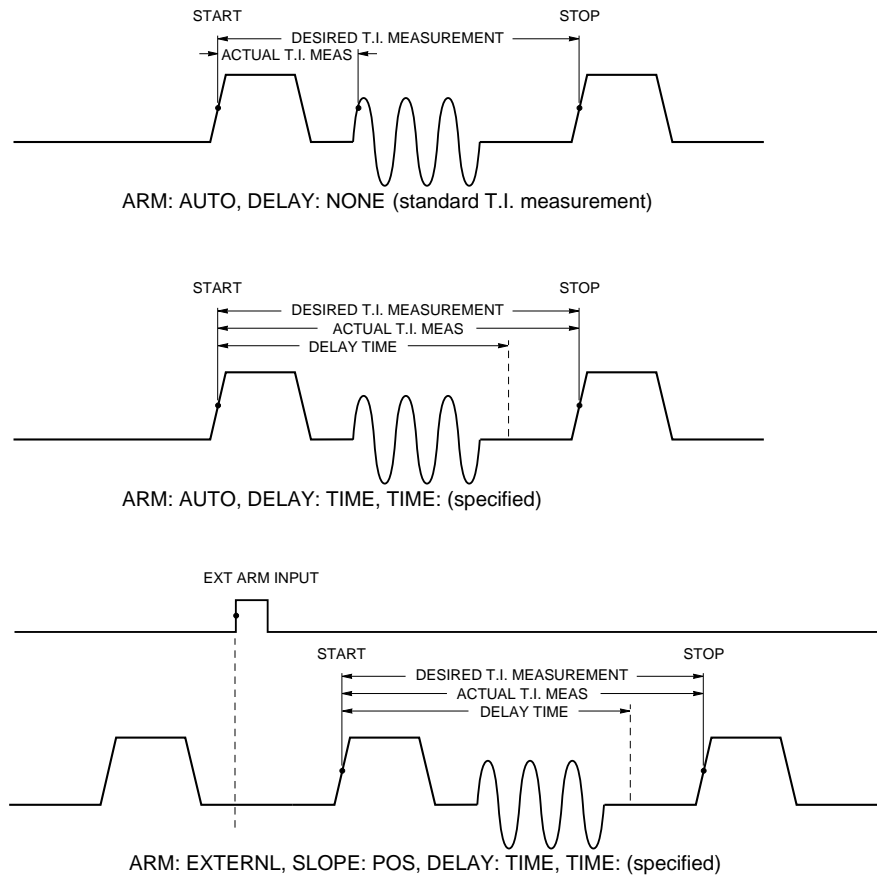 START STOP
DESIRED T.I. MEASUREMENT
ACTUAL T.I. MEAS
ARM: AUTO, DELAY: NONE (standard T.I. measurement)
START STOP
DESIRED T.I. MEASUREMENT
ACTUAL T.I. MEAS
DELAY TIME
ARM: AUTO, DELAY: TIME, TIME: (specified)
EXT ARM INPUT
START STOP
DESIRED T.I. MEASUREMENT
ACTUAL T.I. MEAS
DELAY TIME
ARM: EXTERNL, SLOPE: POS, DELAY: TIME, TIME: (specified)